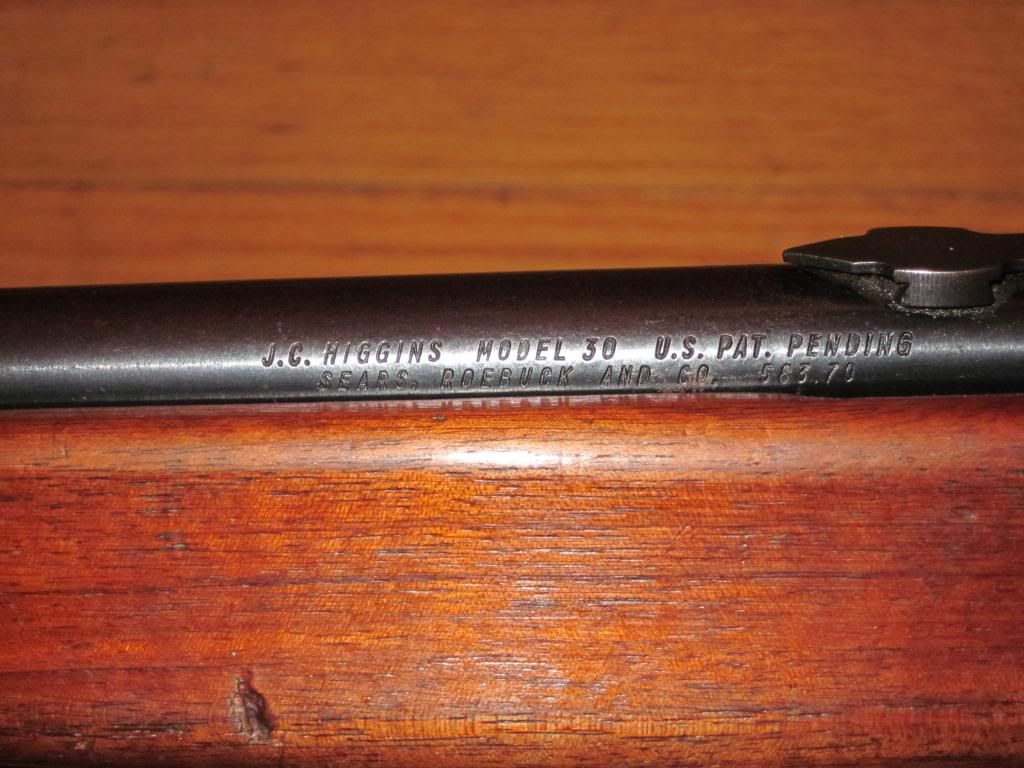 J.C. HIGGINS MODEL 30 U.S. PAT. PENDING
SEARS, ROEBUCK AND CO. 583.70